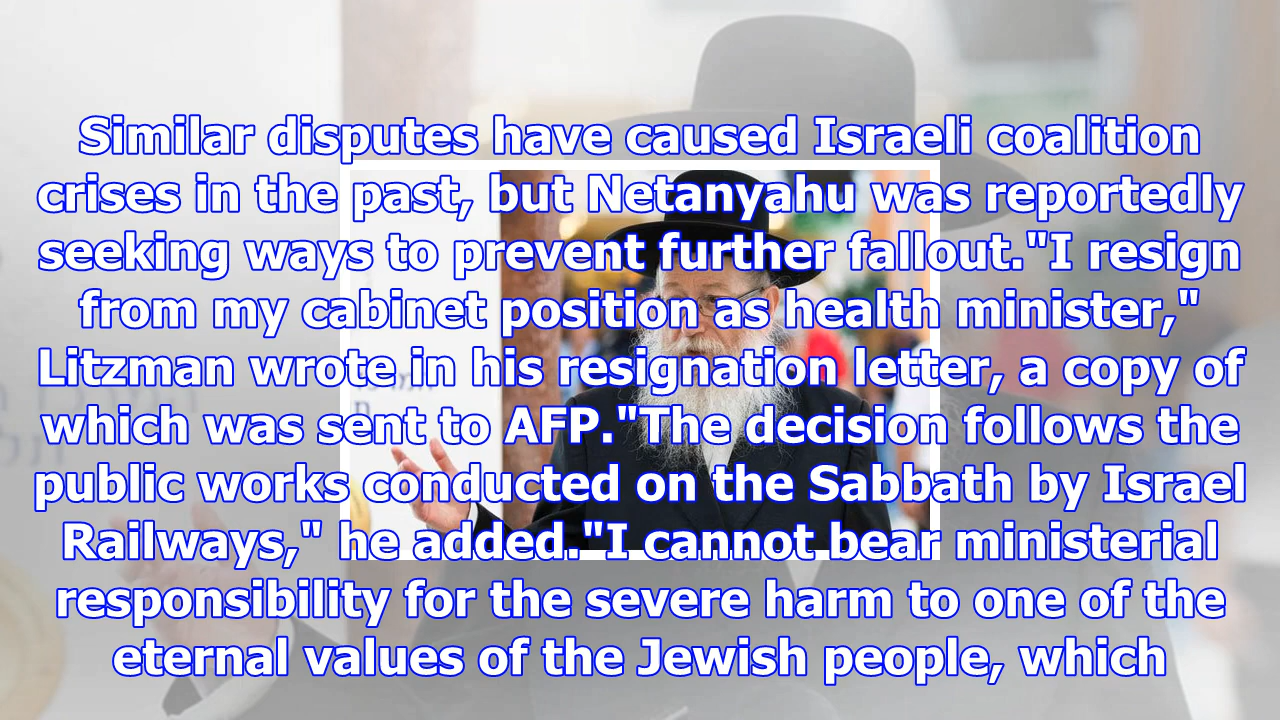 Similar disputes have caused Israeli coalition
crises in the past, but Netanyahu was reportedly
seeking ways to prevent further fallout."I resign
from my cabinet position as health minister,"
Litzman wrote in his resignation letter, a copy of
which was sent to AFP."The decision follows the
public works conducted on the Sabbath by Israel
Railways," he added."I cannot bear ministerial
responsibility for the severe harm to one of the
eternal values of the Jewish people, which